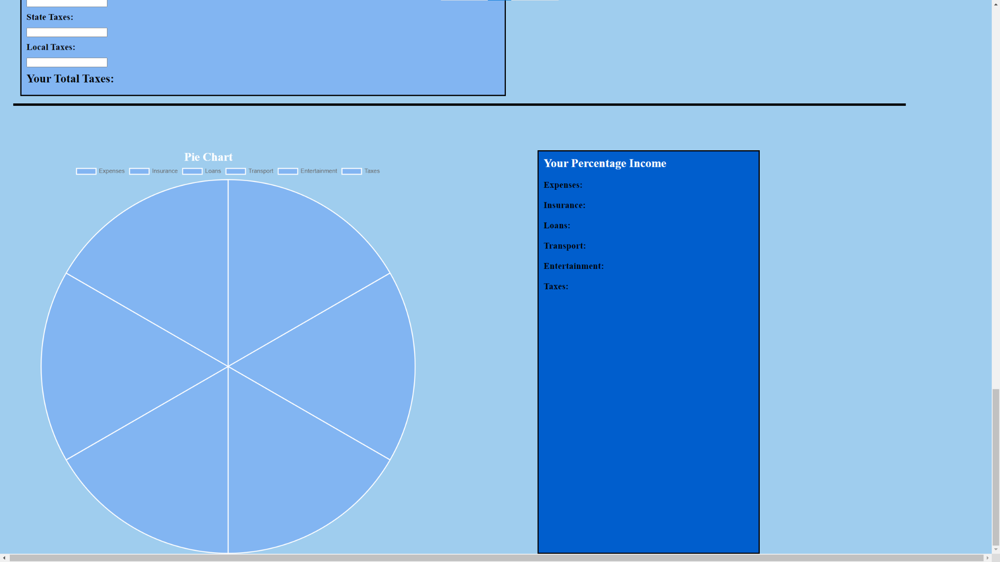 State Taxes:
Local Taxes:
Your Total Taxes:
Pie Chart
Expenses Insurance Loans Transport Entertainment Taxes
Your Percentage Income
Expenses:
Insurance:
Loans:
Transport:
Entertainment:
Taxes: